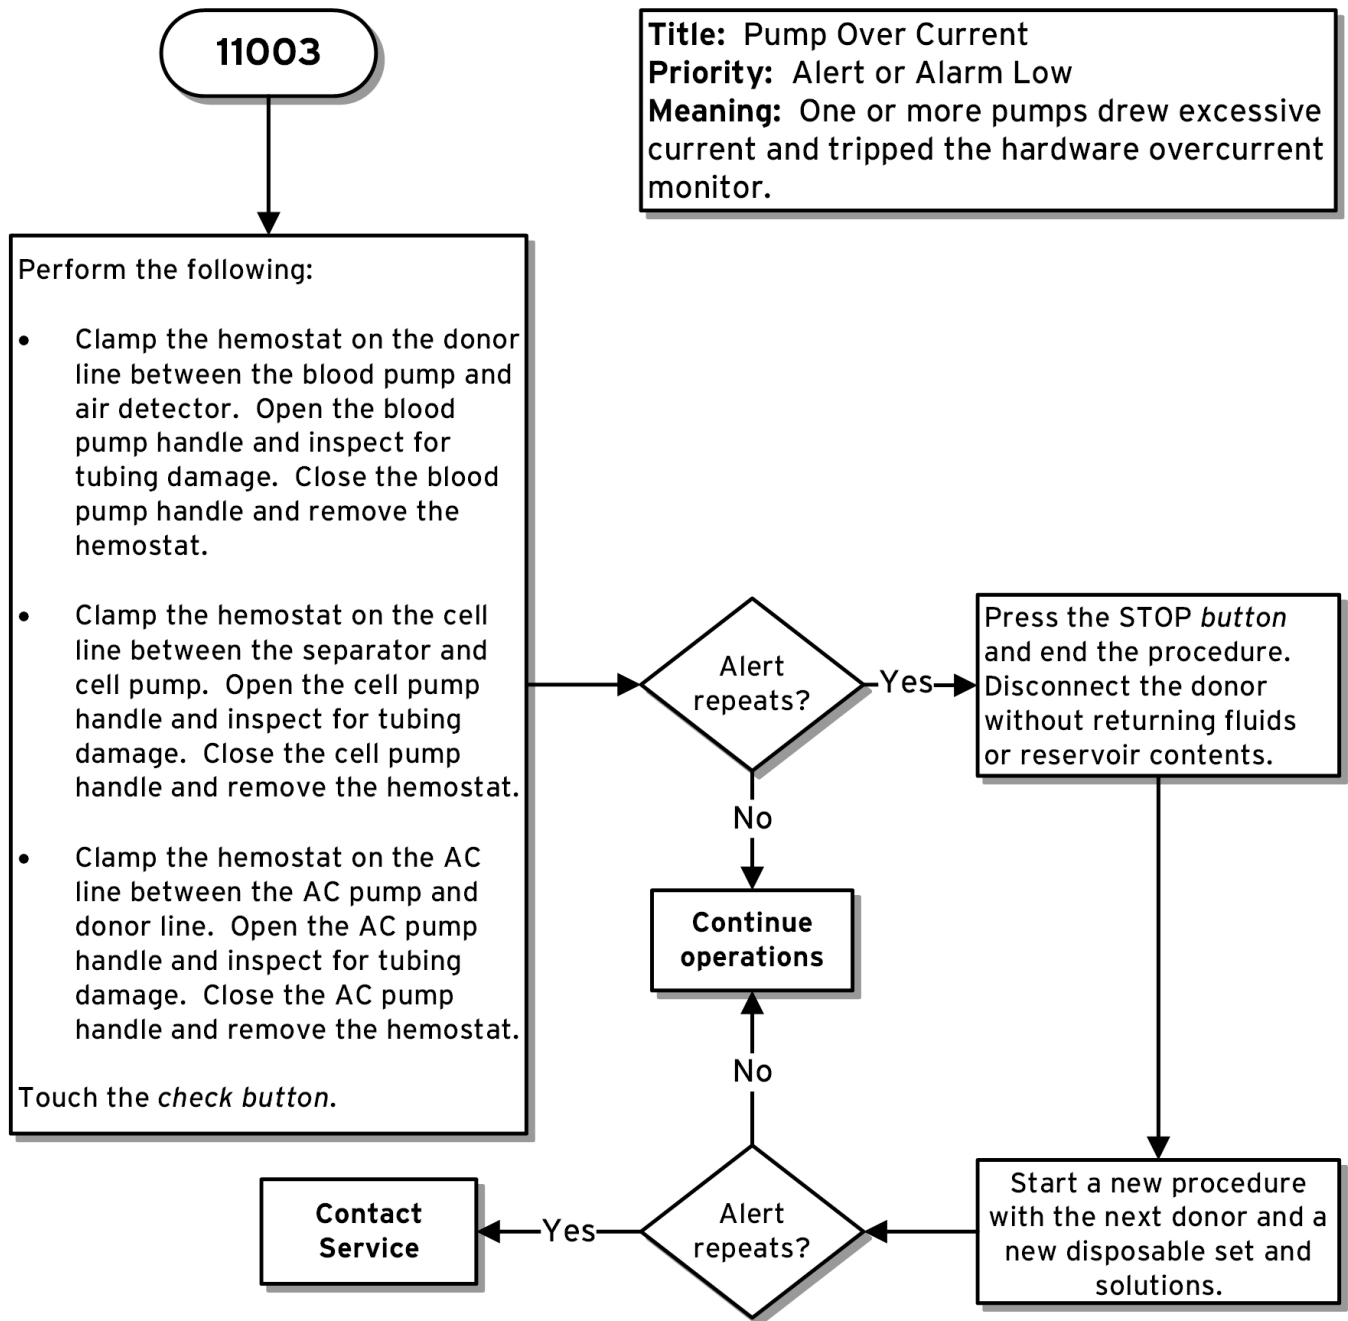 11003
Title: Pump Over Current
Priority: Alert or Alarm Low
Meaning: One or more pumps drew excessive
current and tripped the hardware overcurrent
monitor.
Perform the following:
• Clamp the hemostat on the donor
line between the blood pump and
air detector. Open the blood
pump handle and inspect for
tubing damage. Close the blood
pump handle and remove the
hemostat.
• Clamp the hemostat on the cell
line between the separator and
cell pump. Open the cell pump
handle and inspect for tubing
damage. Close the cell pump
handle and remove the hemostat.
• Clamp the hemostat on the AC
line between the AC pump and
donor line. Open the AC pump
handle and inspect for tubing
damage. Close the AC pump
handle and remove the hemostat.
Touch the check button.
Alert
repeats?
Yes
Press the STOP button
and end the procedure.
Disconnect the donor
without returning fluids
or reservoir contents.
No
Continue
operations
No
Start a new procedure
with the next donor and a
new disposable set and
solutions.
Alert
repeats?
Yes
Contact
Service